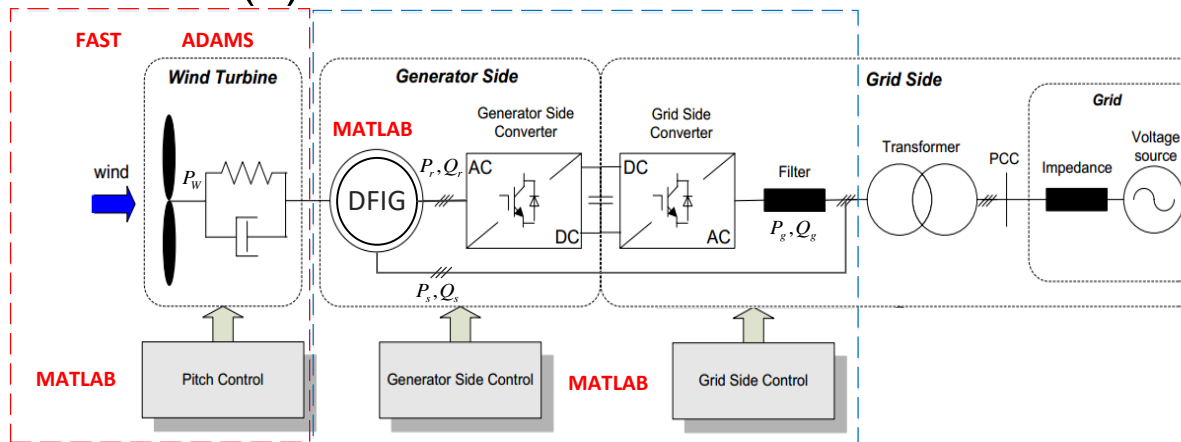 FAST
ADAMS
Wind Turbine
wind
P_W
Generator Side
MATLAB
DFIG
P_r, Q_r
Generator Side
Converter
AC
DC
P_s, Q_s
Grid Side
Converter
DC
AC
Filter
P_g, Q_g
Grid Side
Transformer
PCC
Grid
Impedance
Voltage
source
MATLAB
Pitch Control
Generator Side Control
MATLAB
Grid Side Control